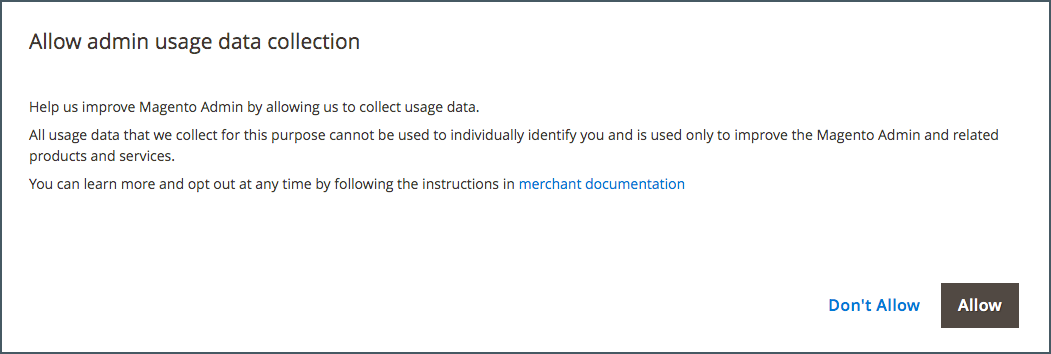 Allow admin usage data collection
Help us improve Magento Admin by allowing us to collect usage data.
All usage data that we collect for this purpose cannot be used to individually identify you and is used only to improve the Magento Admin and related
products and services.
You can learn more and opt out at any time by following the instructions in merchant documentation
Don't Allow Allow